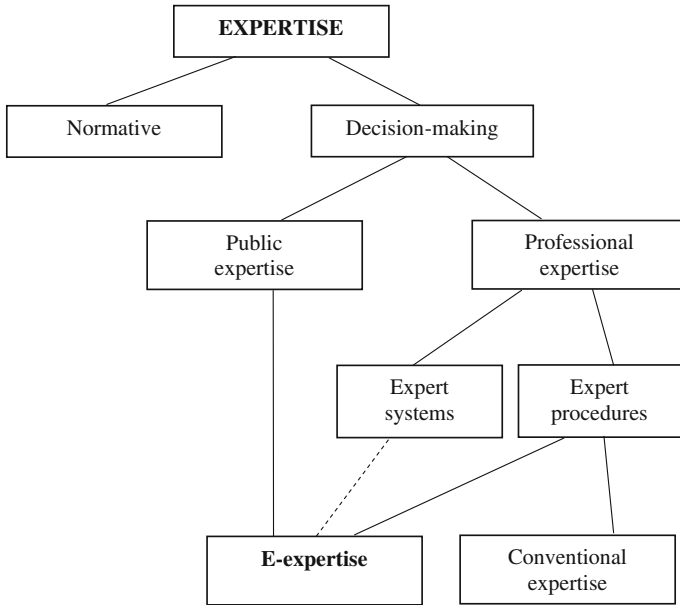 EXPERTISE
Normative
Decision-making
Public
expertise
Professional
expertise
Expert
systems
Expert
procedures
E-expertise
Conventional
expertise